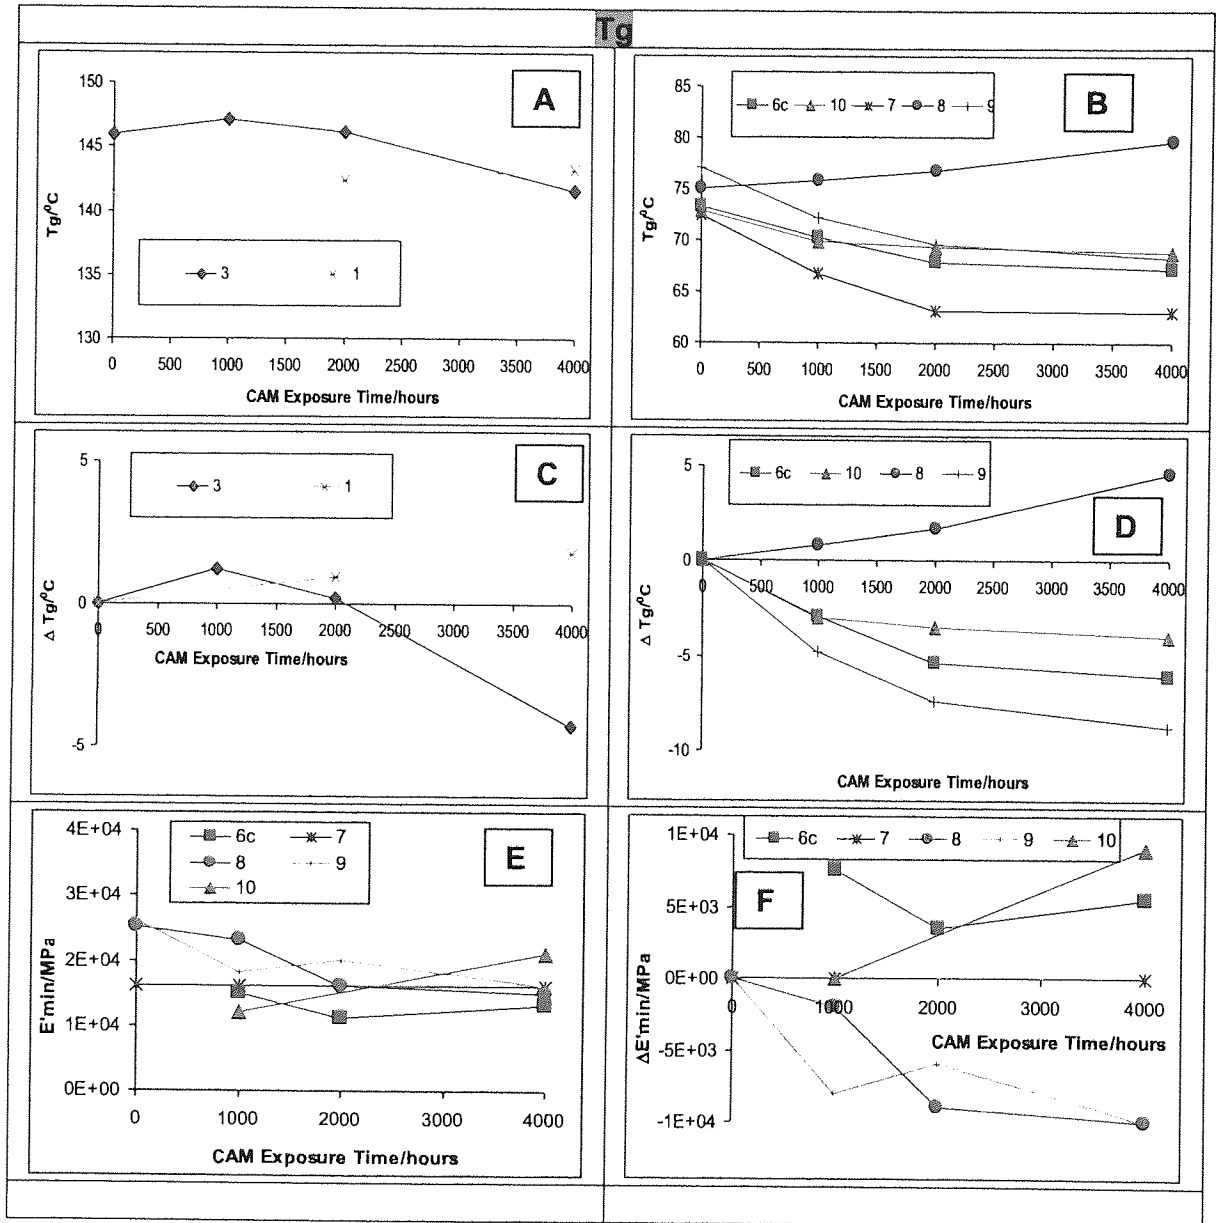 Tg
A
150
145
140
135
130
Tg/⁰C
3 1
0 500 1000 1500 2000 2500 3000 3500 4000
CAM Exposure Time/hours
B
6c 10 7 8 9
85
80
75
70
65
60
Tg/⁰C
0 500 1000 1500 2000 2500 3000 3500 4000
CAM Exposure Time/hours
C
3 1
5
0
-5
Δ Tg/⁰C
0 500 1000 1500 2000 2500 3000 3500 4000
CAM Exposure Time/hours
D
6c 10 8 9
5
0
-5
-10
Δ Tg/⁰C
0 500 1000 1500 2000 2500 3000 3500 4000
CAM Exposure Time/hours
E
6c 7
8 9
10
4E+04
3E+04
2E+04
1E+04
0E+00
E'min/MPa
0 1000 2000 3000 4000
CAM Exposure Time/hours
F
6c 7 8 9 10
1E+04
5E+03
0E+00
-5E+03
-1E+04
ΔE'min/MPa
0 1000 2000 3000 4000
CAM Exposure Time/hours